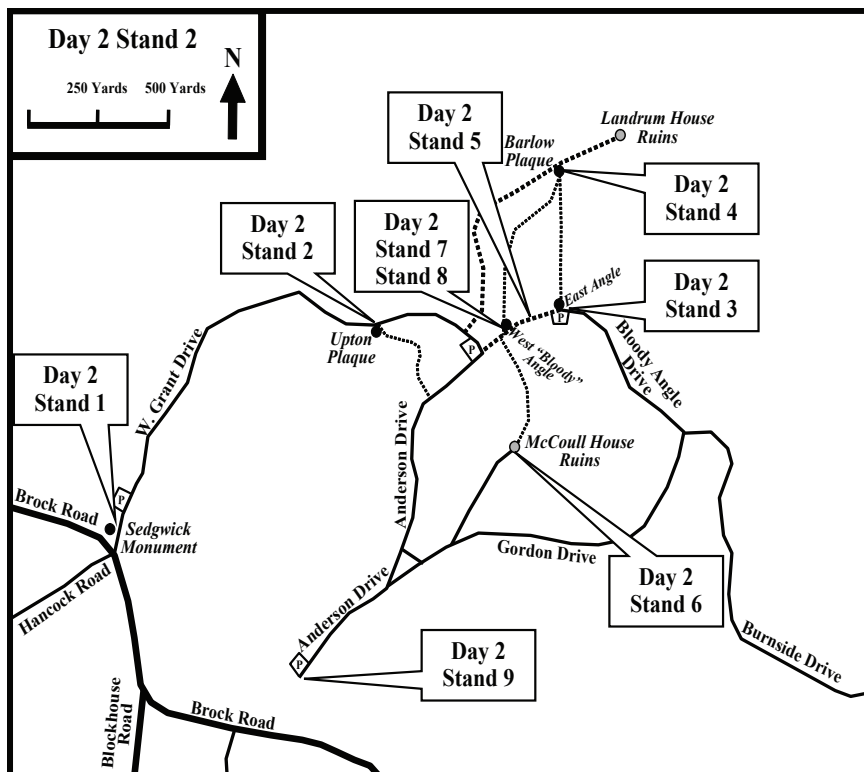 Day 2 Stand 2
N
250 Yards
500 Yards
Day 2
Stand 5
Landrum House
Ruins
Barlow
Plaque
Day 2
Stand 4
Day 2
Stand 2
Day 2
Stand 7
Stand 8
East Angle
Day 2
Stand 3
P
Upton
Plaque
P
West "Bloody"
Angle
Bloody Angle
Drive
W. Grant Drive
Day 2
Stand 1
Anderson Drive
McCoull House
Ruins
P
Brock Road
Sedgwick
Monument
Gordon Drive
Hancock Road
Day 2
Stand 6
Anderson Drive
P
Day 2
Stand 9
Burnside Drive
Blockhouse
Road
Brock Road